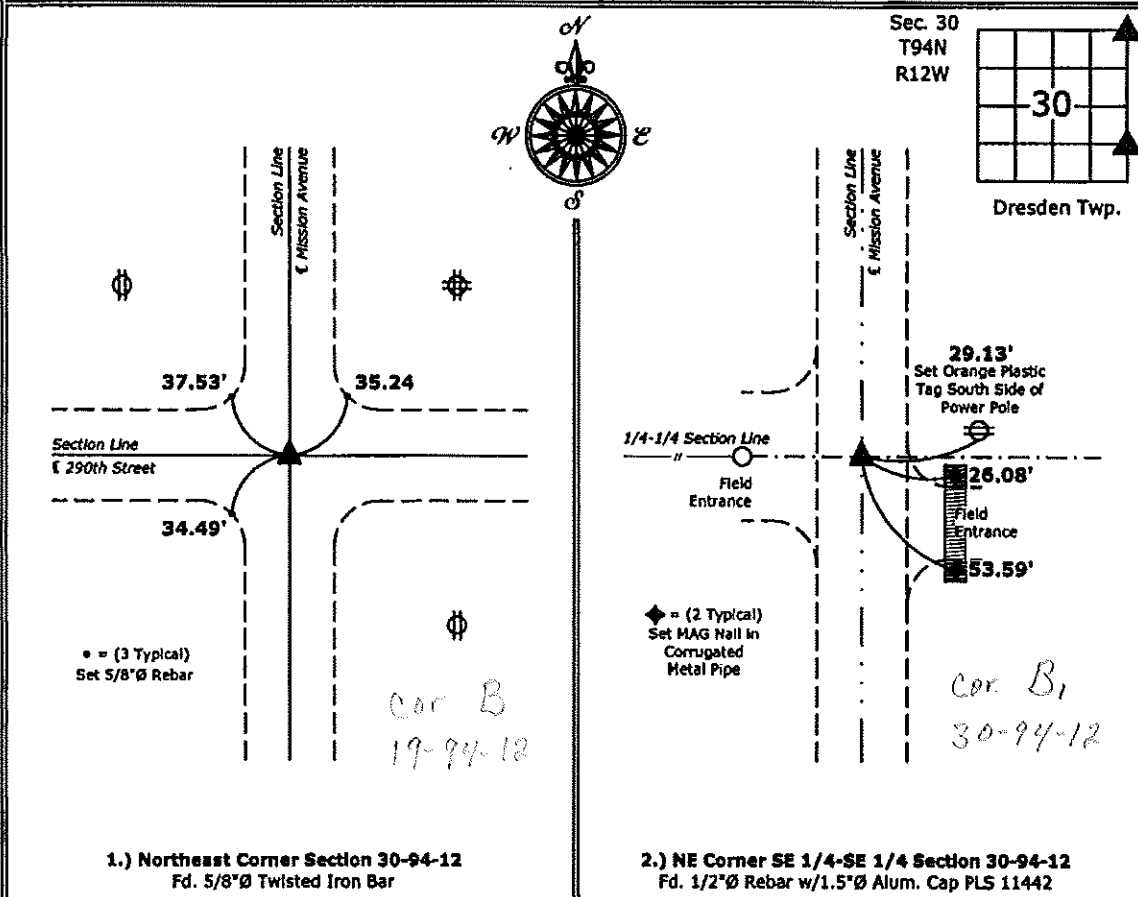 N
W
E
S
Sec. 30
T94N
R12W
30
Dresden Twp.
Section Line
℄ Mission Avenue
37.53'
35.24
Section Line
℄ 290th Street
34.49'
• = (3 Typical)
Set 5/8"Ø Rebar
Cor B
19-94-12
1.) Northeast Corner Section 30-94-12
Fd. 5/8"Ø Twisted Iron Bar
Section Line
℄ Mission Avenue
29.13'
Set Orange Plastic
Tag South Side of
Power Pole
1/4-1/4 Section Line
"
Field
Entrance
26.08'
Field
Entrance
53.59'
◆ = (2 Typical)
Set MAG Nail in
Corrugated
Metal Pipe
Cor. B1
30-94-12
2.) NE Corner SE 1/4-SE 1/4 Section 30-94-12
Fd. 1/2"Ø Rebar w/1.5"Ø Alum. Cap PLS 11442